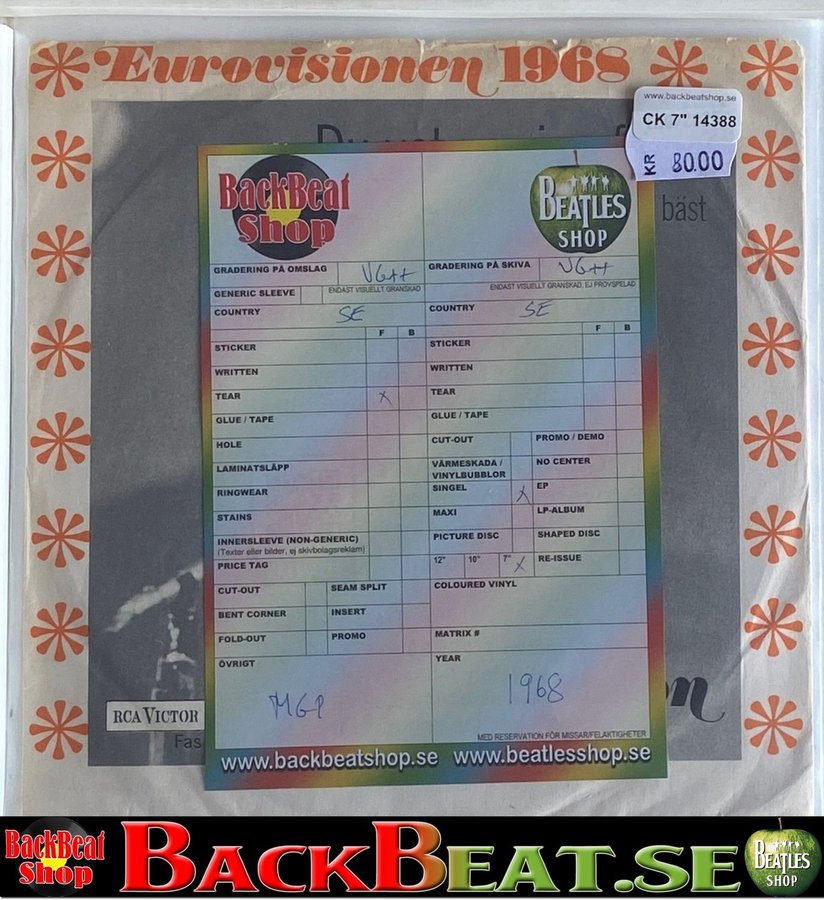 Eurovisionen 1968
www.backbeatshop.se
CK 7" 14388
KR 80.00
bäst
BackBeat Shop
BEATLES SHOP
GRADERING PÅ OMSLAG VG++
ENDAST VISUELLT GRANSKAD
GENERIC SLEEVE
COUNTRY SE
F B
STICKER
WRITTEN
TEAR X
GLUE / TAPE
HOLE
LAMINATSLÄPP
RINGWEAR
STAINS
INNERSLEEVE (NON-GENERIC)
(Texter eller bilder, ej skivbolagsreklam)
PRICE TAG
CUT-OUT SEAM SPLIT
BENT CORNER INSERT
FOLD-OUT PROMO
ÖVRIGT
MGP
GRADERING PÅ SKIVA VG++
ENDAST VISUELLT GRANSKAD, EJ PROVSPELAD
COUNTRY SE
F B
STICKER
WRITTEN
TEAR
GLUE / TAPE
CUT-OUT PROMO / DEMO
VÄRMESKADA / NO CENTER
VINYLBUBBLOR
SINGEL X EP
MAXI LP-ALBUM
PICTURE DISC SHAPED DISC
12" 10" 7" X RE-ISSUE
COLOURED VINYL
MATRIX #
YEAR
1968
MED RESERVATION FÖR MISSAR/FELAKTIGHETER
www.backbeatshop.se www.beatlesshop.se
RCA VICTOR
Fas
on
BackBeat Shop
BACKBEAT.SE
BEATLES SHOP